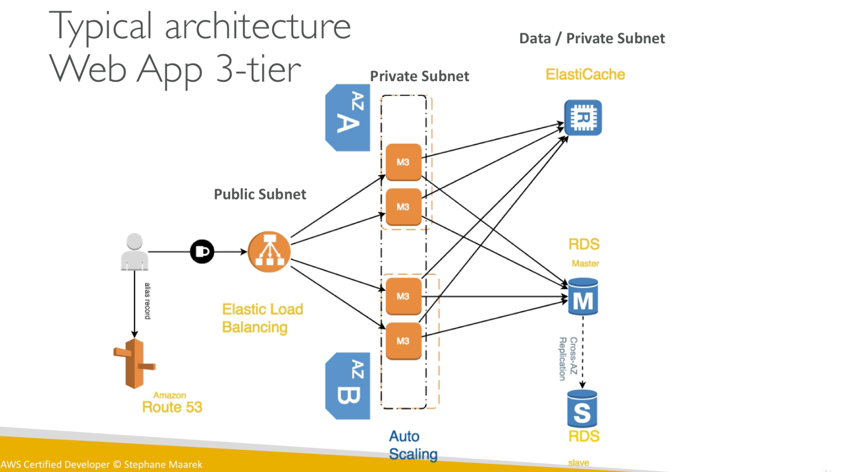 Typical architecture
Web App 3-tier
Data / Private Subnet
Private Subnet
ElastiCache
AZ
A
R
M3
M3
Public Subnet
RDS
Master
M
alias record
Elastic Load
Balancing
M3
M3
Cross-AZ
Replication
AZ
B
Amazon
Route 53
S
RDS
slave
Auto
Scaling
AWS Certified Developer © Stephane Maarek